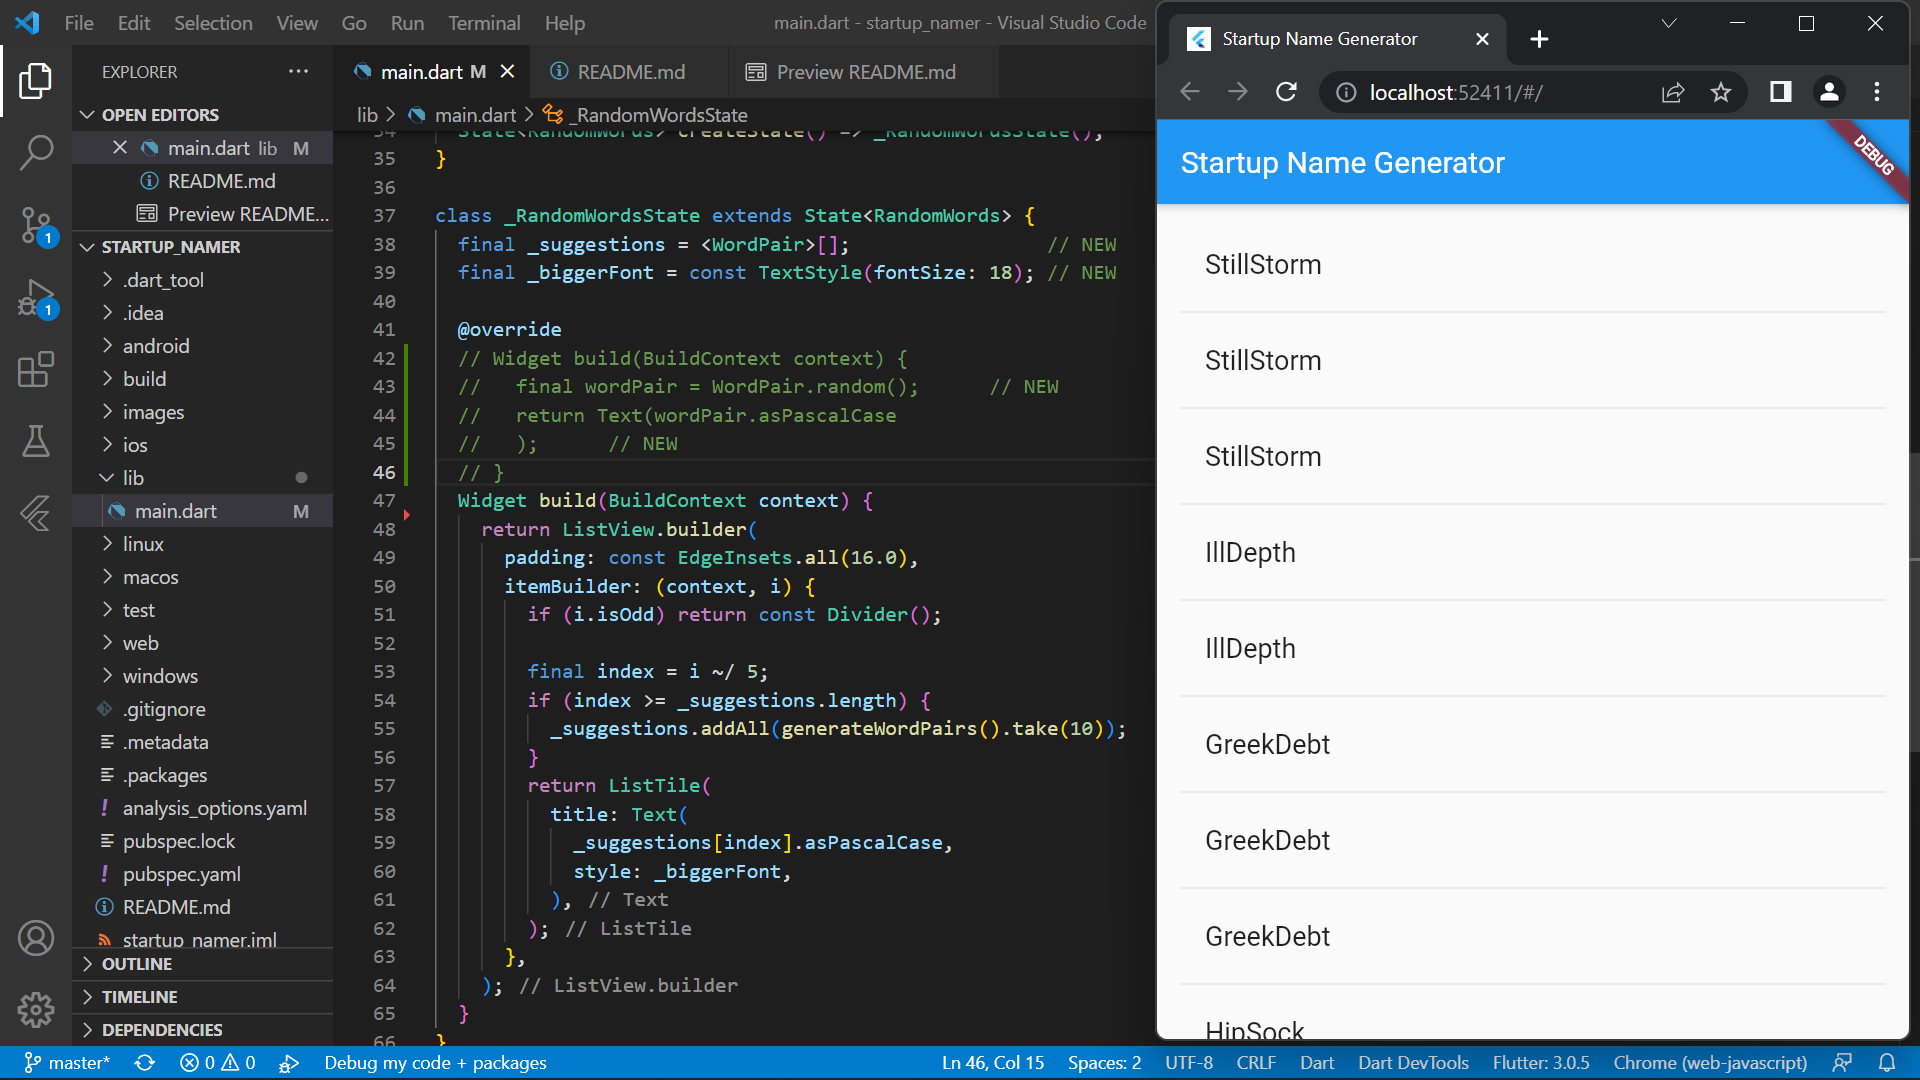 File Edit Selection View Go Run Terminal Help
main.dart - startup_namer - Visual Studio Code
EXPLORER
OPEN EDITORS
main.dart lib M
README.md
Preview README...
STARTUP_NAMER
.dart_tool
.idea
android
build
images
ios
lib
main.dart M
linux
macos
test
web
windows
.gitignore
.metadata
.packages
analysis_options.yaml
pubspec.lock
pubspec.yaml
README.md
startup_namer.iml
OUTLINE
TIMELINE
DEPENDENCIES
1
1
main.dart M
README.md
Preview README.md
lib > main.dart > _RandomWordsState
34 State<RandomWords> createState() => _RandomWordsState();
35 }
36
37 class _RandomWordsState extends State<RandomWords> {
38 final _suggestions = <WordPair>[]; // NEW
39 final _biggerFont = const TextStyle(fontSize: 18); // NEW
40
41 @override
42 // Widget build(BuildContext context) {
43 //   final wordPair = WordPair.random();      // NEW
44 //   return Text(wordPair.asPascalCase
45 //   );      // NEW
46 // }
47 Widget build(BuildContext context) {
48 return ListView.builder(
49 padding: const EdgeInsets.all(16.0),
50 itemBuilder: (context, i) {
51 if (i.isOdd) return const Divider();
52
53 final index = i ~/ 5;
54 if (index >= _suggestions.length) {
55 _suggestions.addAll(generateWordPairs().take(10));
56 }
57 return ListTile(
58 title: Text(
59 _suggestions[index].asPascalCase,
60 style: _biggerFont,
61 ), // Text
62 ); // ListTile
63 },
64 ); // ListView.builder
65 }
66 }
Startup Name Generator
localhost:52411/#/
Startup Name Generator
DEBUG
StillStorm
StillStorm
StillStorm
IllDepth
IllDepth
GreekDebt
GreekDebt
GreekDebt
HipSock
master* 0 0 Debug my code + packages
Ln 46, Col 15 Spaces: 2 UTF-8 CRLF Dart Dart DevTools Flutter: 3.0.5 Chrome (web-javascript)